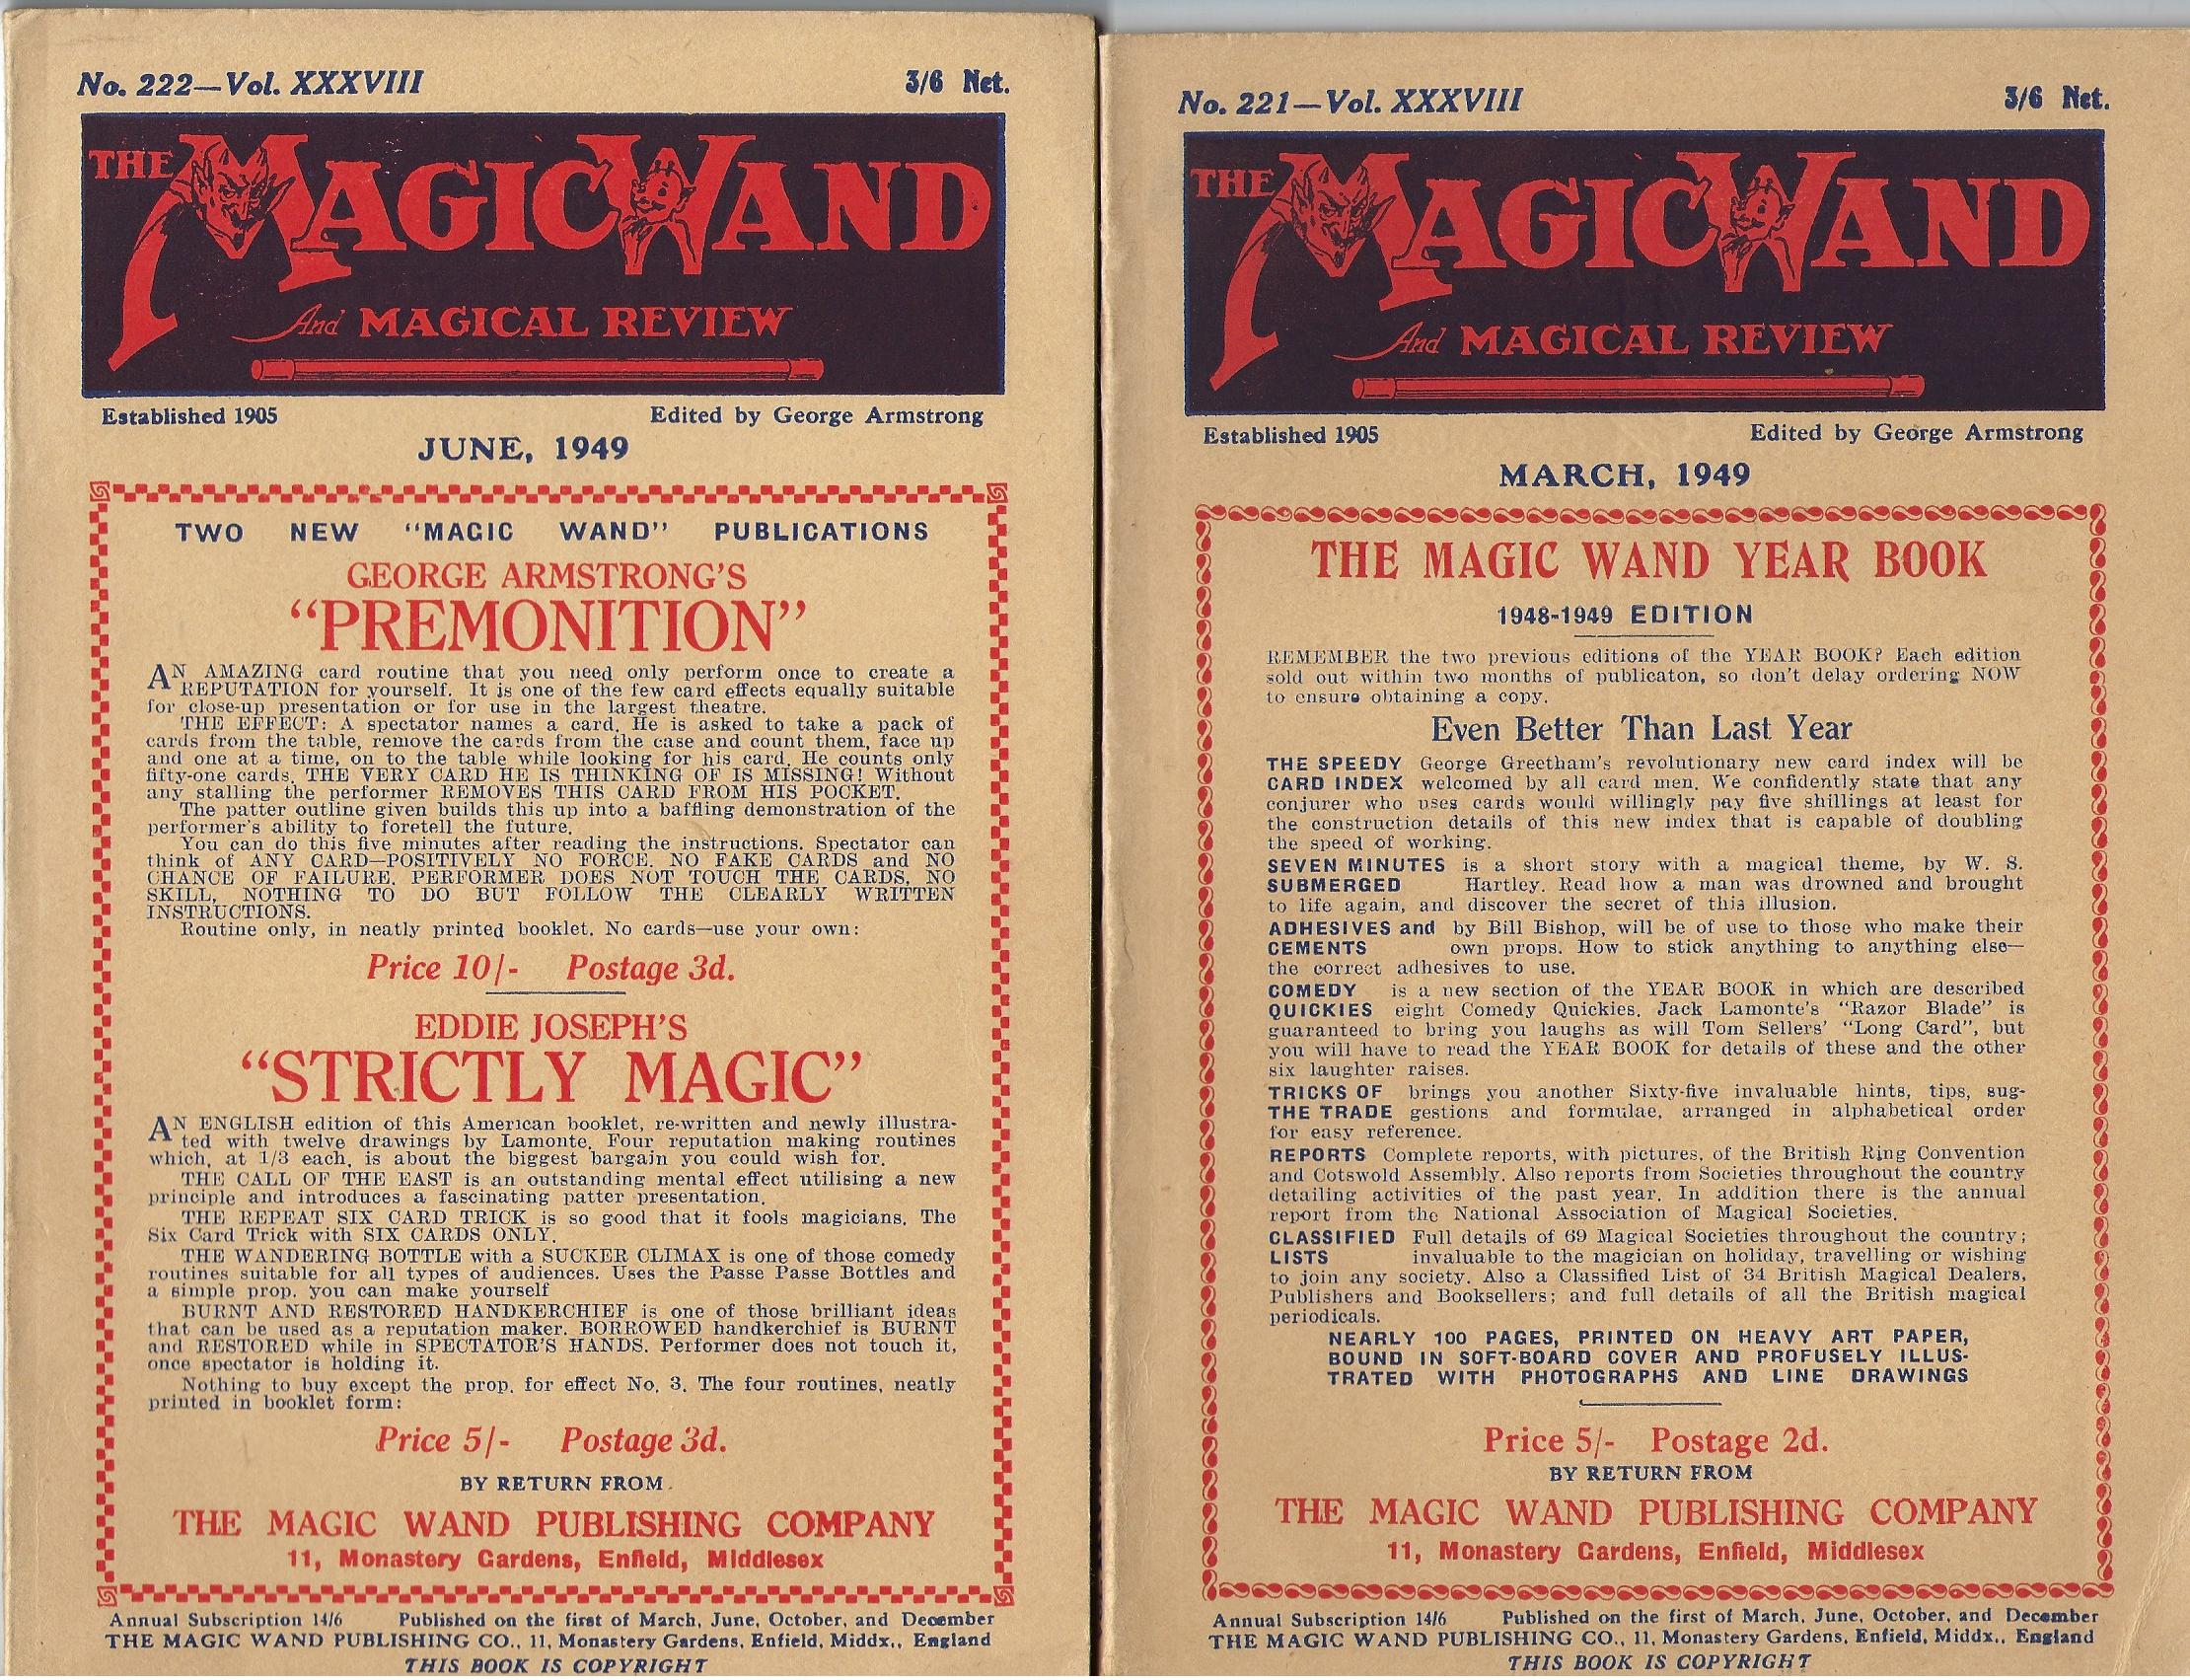 No. 222—Vol. XXXVIII 3/6 Net.
THE MAGIC WAND
And MAGICAL REVIEW
Established 1905 Edited by George Armstrong
JUNE, 1949
TWO NEW "MAGIC WAND" PUBLICATIONS
GEORGE ARMSTRONG'S
"PREMONITION"
AN AMAZING card routine that you need only perform once to create a
REPUTATION for yourself. It is one of the few card effects equally suitable
for close-up presentation or for use in the largest theatre.
THE EFFECT: A spectator names a card. He is asked to take a pack of
cards from the table, remove the cards from the case and count them, face up
and one at a time, on to the table while looking for his card. He counts only
fifty-one cards. THE VERY CARD HE IS THINKING OF IS MISSING! Without
any stalling the performer REMOVES THIS CARD FROM HIS POCKET.
The patter outline given builds this up into a baffling demonstration of the
performer's ability to foretell the future.
You can do this five minutes after reading the instructions. Spectator can
think of ANY CARD—POSITIVELY NO FORCE. NO FAKE CARDS and NO
CHANCE OF FAILURE. PERFORMER DOES NOT TOUCH THE CARDS. NO
SKILL, NOTHING TO DO BUT FOLLOW THE CLEARLY WRITTEN
INSTRUCTIONS.
Routine only, in neatly printed booklet. No cards—use your own:
Price 10/- Postage 3d.
EDDIE JOSEPH'S
"STRICTLY MAGIC"
AN ENGLISH edition of this American booklet, re-written and newly illustra-
ted with twelve drawings by Lamonte. Four reputation making routines
which, at 1/3 each, is about the biggest bargain you could wish for.
THE CALL OF THE EAST is an outstanding mental effect utilising a new
principle and introduces a fascinating patter presentation.
THE REPEAT SIX CARD TRICK is so good that it fools magicians. The
Six Card Trick with SIX CARDS ONLY.
THE WANDERING BOTTLE with a SUCKER CLIMAX is one of those comedy
routines suitable for all types of audiences. Uses the Passe Passe Bottles and
a simple prop. you can make yourself
BURNT AND RESTORED HANDKERCHIEF is one of those brilliant ideas
that can be used as a reputation maker. BORROWED handkerchief is BURNT
and RESTORED while in SPECTATOR'S HANDS. Performer does not touch it,
once spectator is holding it.
Nothing to buy except the prop. for effect No. 3. The four routines, neatly
printed in booklet form:
Price 5/- Postage 3d.
BY RETURN FROM
THE MAGIC WAND PUBLISHING COMPANY
11, Monastery Gardens, Enfield, Middlesex
Annual Subscription 14/6 Published on the first of March, June, October, and December
THE MAGIC WAND PUBLISHING CO., 11, Monastery Gardens, Enfield, Middx., England
THIS BOOK IS COPYRIGHT
No. 221—Vol. XXXVIII 3/6 Net.
THE MAGIC WAND
And MAGICAL REVIEW
Established 1905 Edited by George Armstrong
MARCH, 1949
THE MAGIC WAND YEAR BOOK
1948-1949 EDITION
REMEMBER the two previous editions of the YEAR BOOK? Each edition
sold out within two months of publicaton, so don't delay ordering NOW
to ensure obtaining a copy.
Even Better Than Last Year
THE SPEEDY George Greetham's revolutionary new card index will be
CARD INDEX welcomed by all card men. We confidently state that any
conjurer who uses cards would willingly pay five shillings at least for
the construction details of this new index that is capable of doubling
the speed of working.
SEVEN MINUTES is a short story with a magical theme, by W. S.
SUBMERGED Hartley. Read how a man was drowned and brought
to life again, and discover the secret of this illusion.
ADHESIVES and by Bill Bishop, will be of use to those who make their
CEMENTS own props. How to stick anything to anything else—
the correct adhesives to use.
COMEDY is a new section of the YEAR BOOK in which are described
QUICKIES eight Comedy Quickies. Jack Lamonte's "Razor Blade" is
guaranteed to bring you laughs as will Tom Sellers' "Long Card", but
you will have to read the YEAR BOOK for details of these and the other
six laughter raises.
TRICKS OF brings you another Sixty-five invaluable hints, tips, sug-
THE TRADE gestions and formulae, arranged in alphabetical order
for easy reference.
REPORTS Complete reports, with pictures, of the British Ring Convention
and Cotswold Assembly. Also reports from Societies throughout the country
detailing activities of the past year. In addition there is the annual
report from the National Association of Magical Societies.
CLASSIFIED Full details of 69 Magical Societies throughout the country;
LISTS invaluable to the magician on holiday, travelling or wishing
to join any society. Also a Classified List of 34 British Magical Dealers,
Publishers and Booksellers; and full details of all the British magical
periodicals.
NEARLY 100 PAGES, PRINTED ON HEAVY ART PAPER,
BOUND IN SOFT-BOARD COVER AND PROFUSELY ILLUS-
TRATED WITH PHOTOGRAPHS AND LINE DRAWINGS
Price 5/- Postage 2d.
BY RETURN FROM
THE MAGIC WAND PUBLISHING COMPANY
11, Monastery Gardens, Enfield, Middlesex
Annual Subscription 14/6 Published on the first of March, June, October, and December
THE MAGIC WAND PUBLISHING CO., 11, Monastery Gardens, Enfield, Middx., England
THIS BOOK IS COPYRIGHT